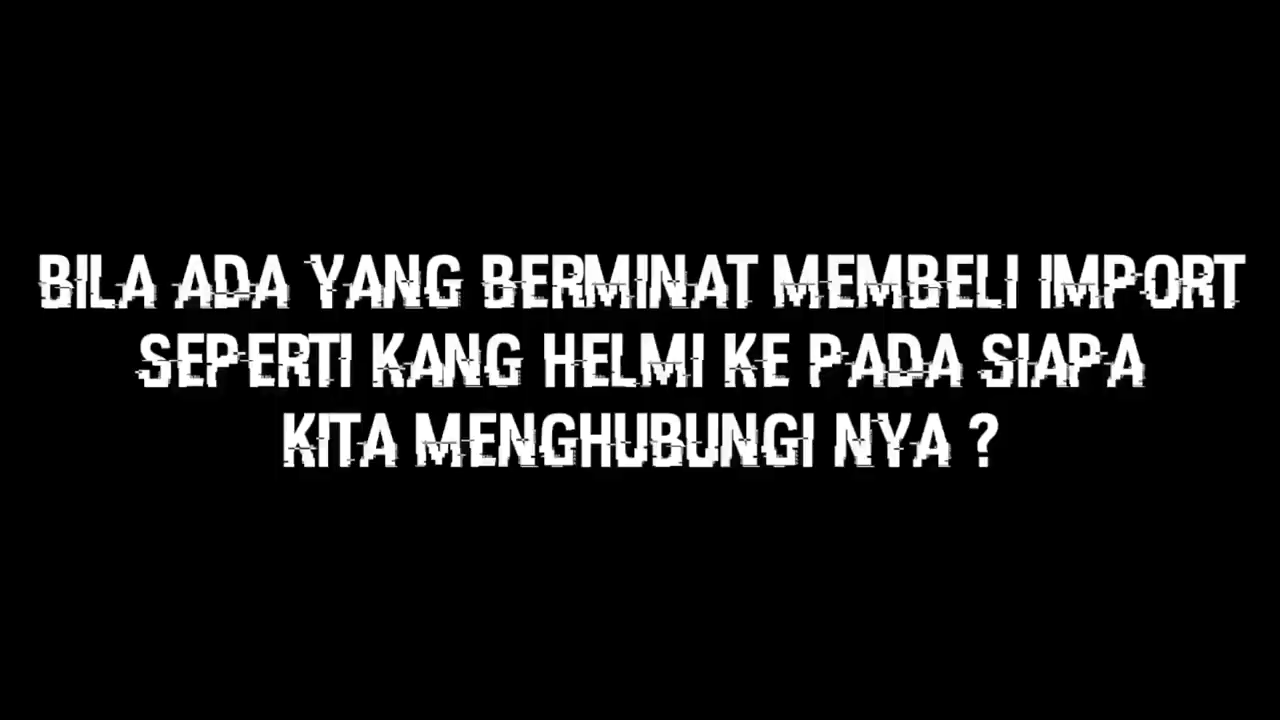 BILA ADA YANG BERMINAT MEMBELI IMPORT
SEPERTI KANG HELMI KE PADA SIAPA
KITA MENGHUBUNGI NYA ?